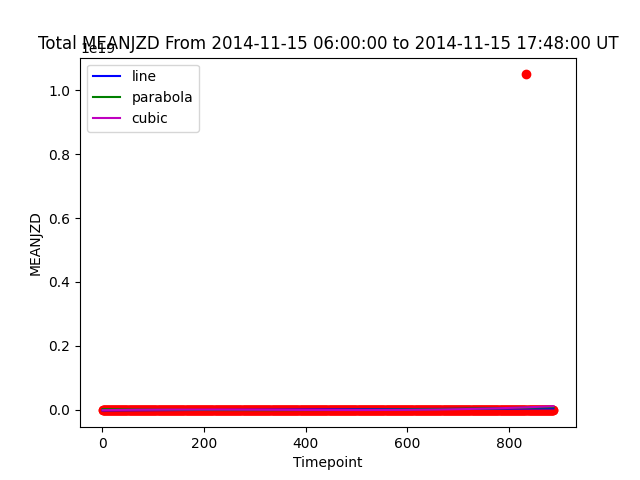 Total MEANJZD From 2014-11-15 06:00:00 to 2014-11-15 17:48:00 UT
1e19
line
parabola
cubic
1.0
0.8
0.6
0.4
0.2
0.0
MEANJZD
0 200 400 600 800
Timepoint